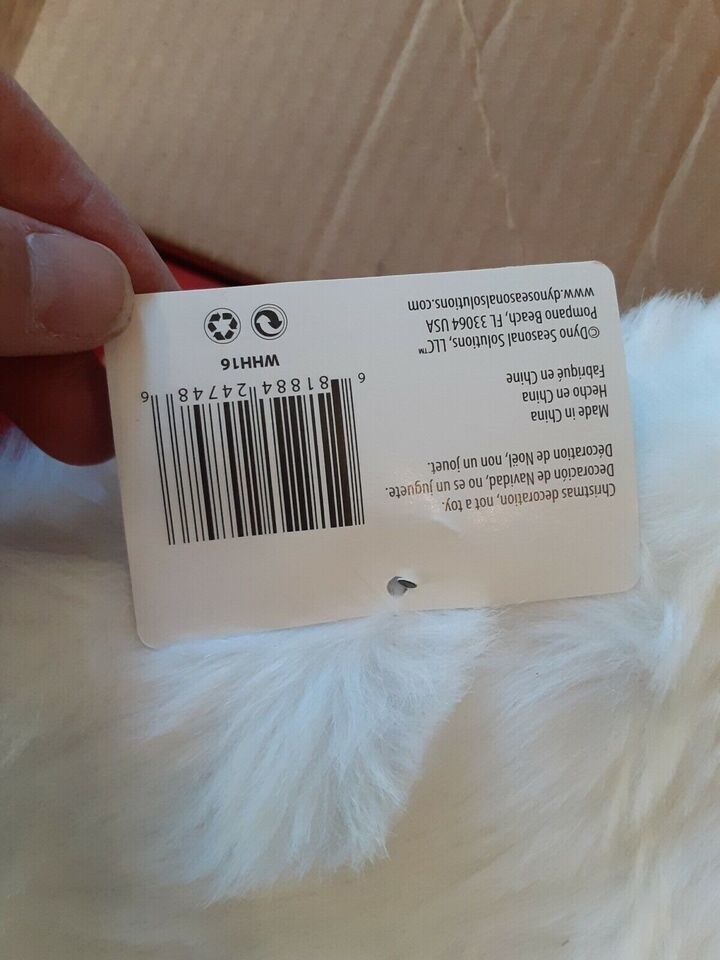 Christmas decoration, not a toy.
Decoración de Navidad, no es un juguete.
Décoration de Noël, non un jouet.
Made in China
Hecho en China
Fabriqué en Chine
©Dyno Seasonal Solutions, LLC™
Pompano Beach, FL 33064 USA
www.dynoseasonalsolutions.com
6 81884 24748 6
WHH16